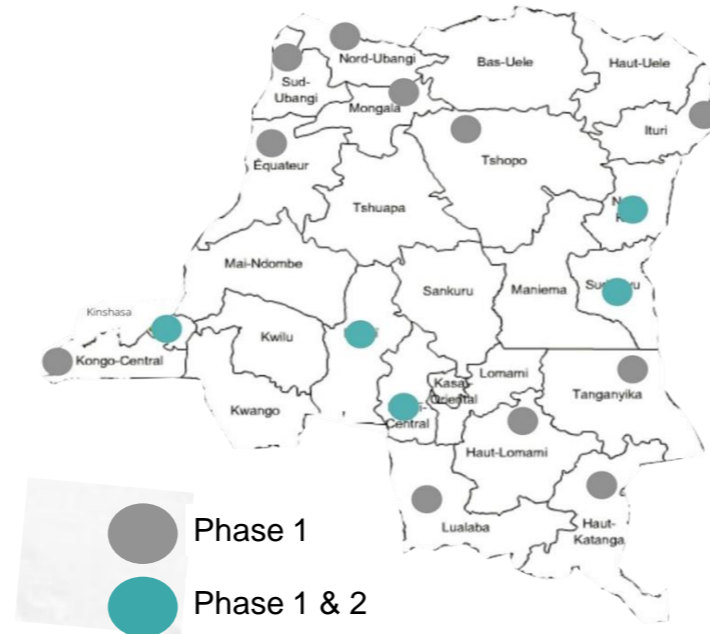 Nord-Ubangi
Bas-Uele
Haut-Uele
Sud-
Ubangi
Mongala
Ituri
Équateur
Tshopo
Tshuapa
Mai-Ndombe
Sankuru
Maniema
Kinshasa
Kwilu
Kongo-Central
Lomami
Kasaï
Oriental
Tanganyika
Kwango
Central
Haut-Lomami
Lualaba
Haut-
Katanga
Phase 1
Phase 1 & 2